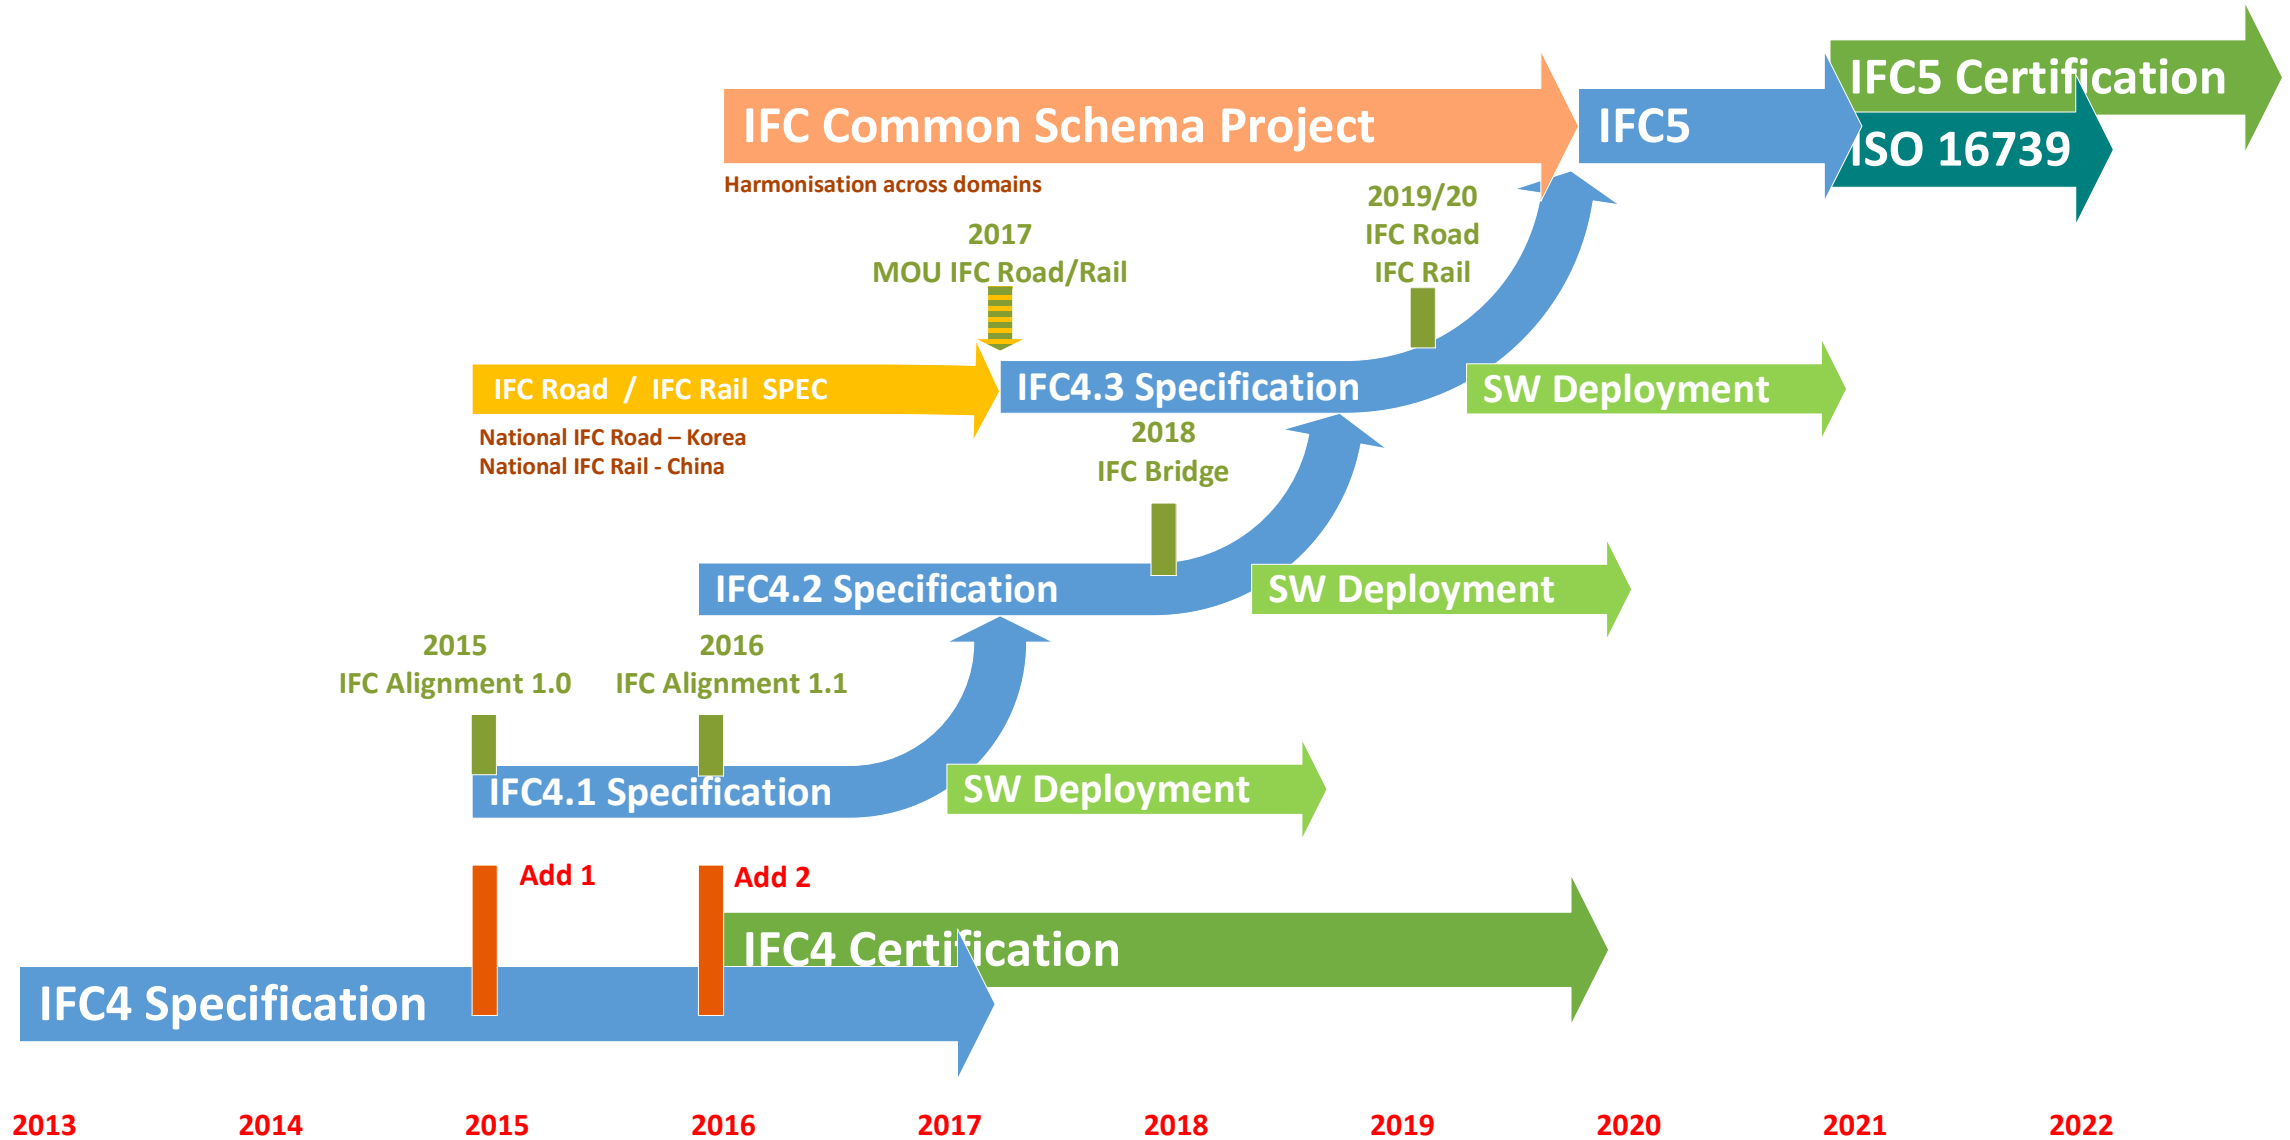 IFC5 Certification
IFC Common Schema Project
IFC5
ISO 16739
Harmonisation across domains
2019/20
IFC Road
IFC Rail
2017
MOU IFC Road/Rail
IFC Road / IFC Rail SPEC
IFC4.3 Specification
SW Deployment
National IFC Road – Korea
National IFC Rail - China
2018
IFC Bridge
IFC4.2 Specification
SW Deployment
2015
IFC Alignment 1.0
2016
IFC Alignment 1.1
IFC4.1 Specification
SW Deployment
Add 1
Add 2
IFC4 Certification
IFC4 Specification
2013 2014 2015 2016 2017 2018 2019 2020 2021 2022